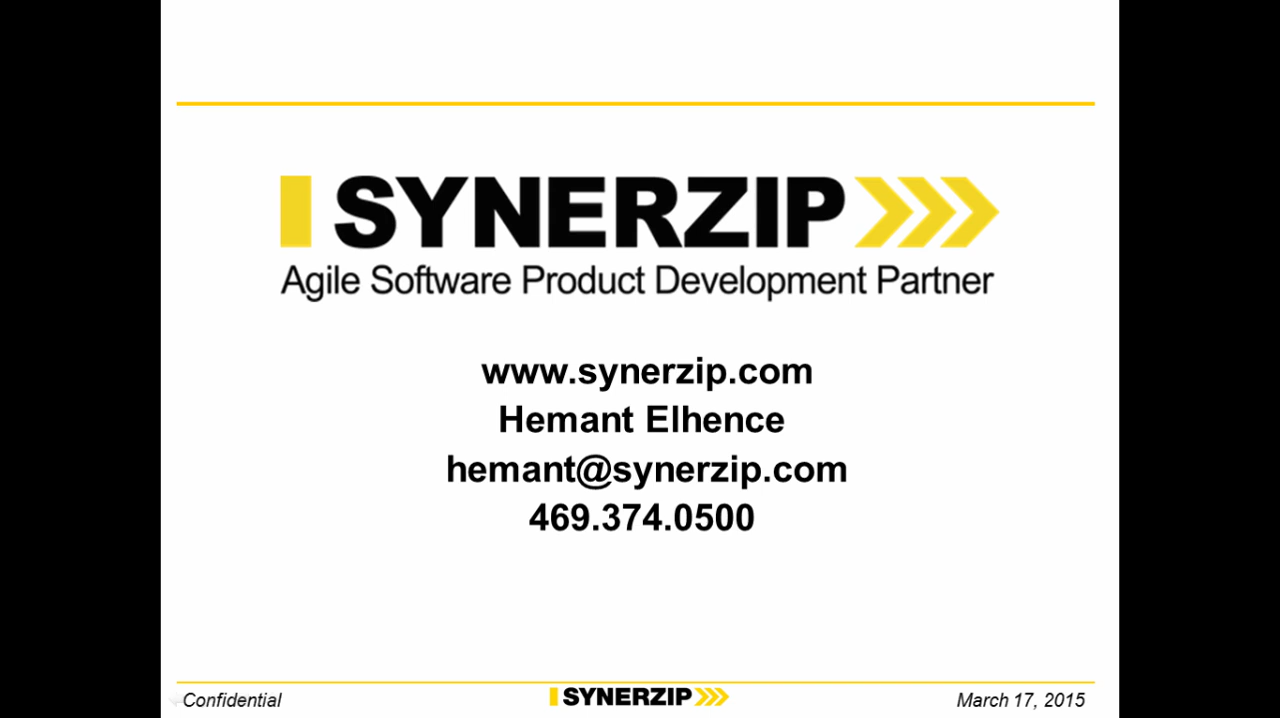 SYNERZIP
Agile Software Product Development Partner
www.synerzip.com
Hemant Elhence
hemant@synerzip.com
469.374.0500
Confidential
SYNERZIP
March 17, 2015